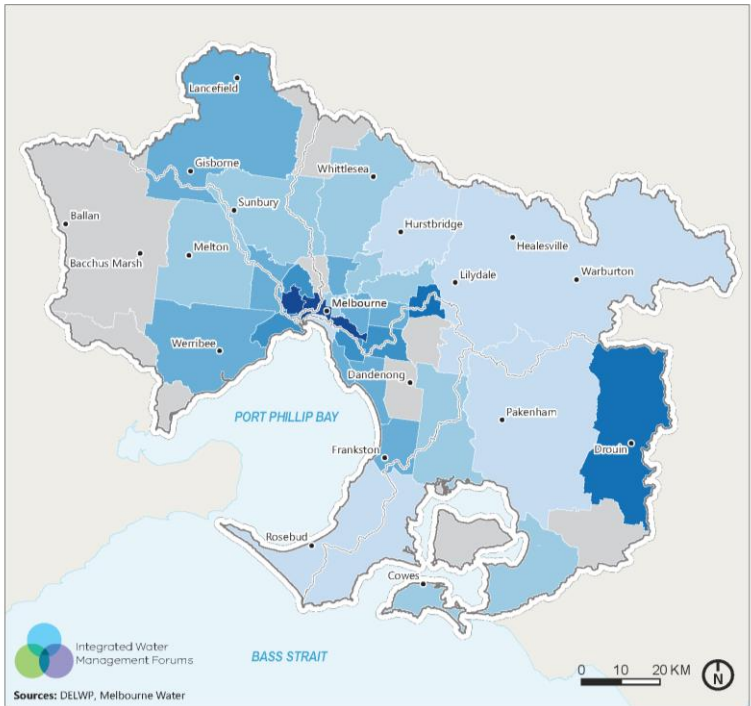 Lancefield
Gisborne
Whittlesea
Sunbury
Ballan
Hurstbridge
Healesville
Bacchus Marsh
Melton
Lilydale
Warburton
Melbourne
Werribee
Dandenong
PORT PHILLIP BAY
Pakenham
Drouin
Frankston
Rosebud
Cowes
Integrated Water
Management Forums
BASS STRAIT
0 10 20 KM
N
Sources: DELWP, Melbourne Water